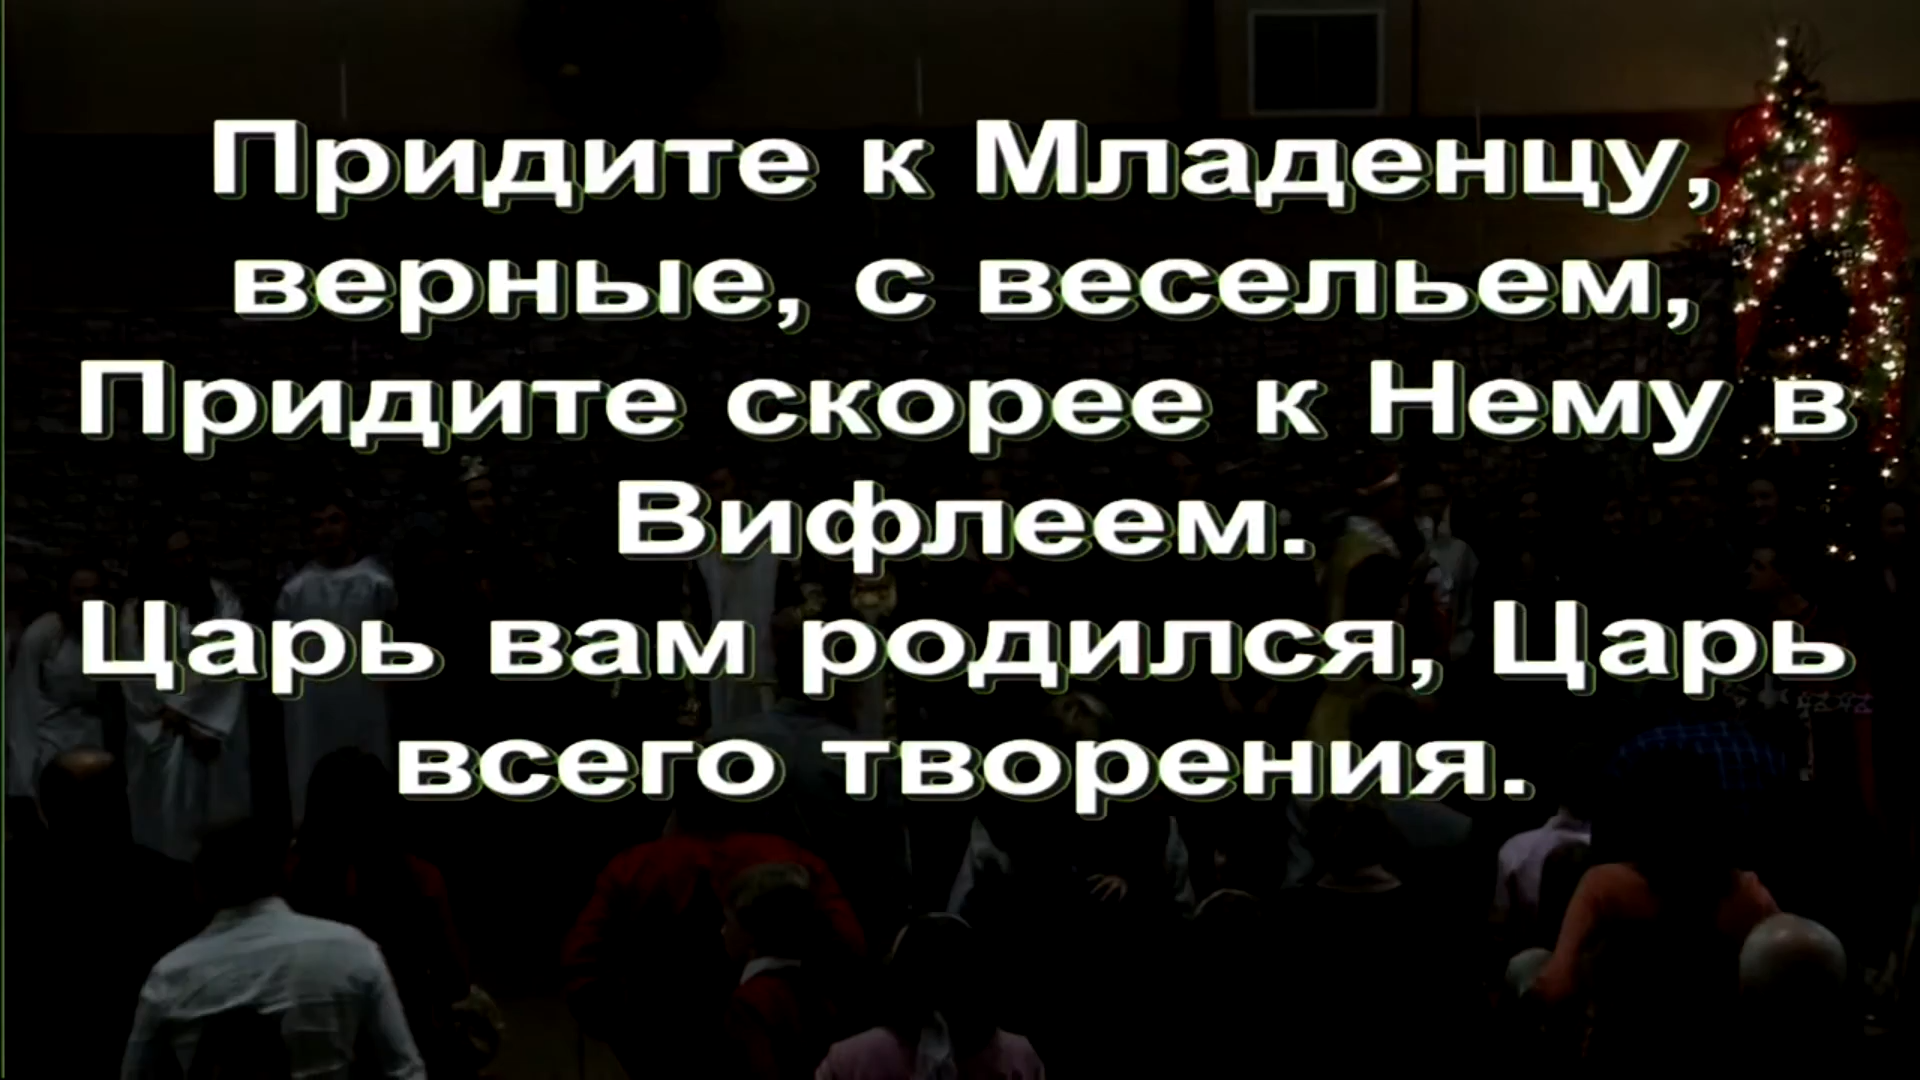 Придите к Младенцу,
верные, с весельем,
Придите скорее к Нему в
Вифлеем.
Царь вам родился, Царь
всего творения.